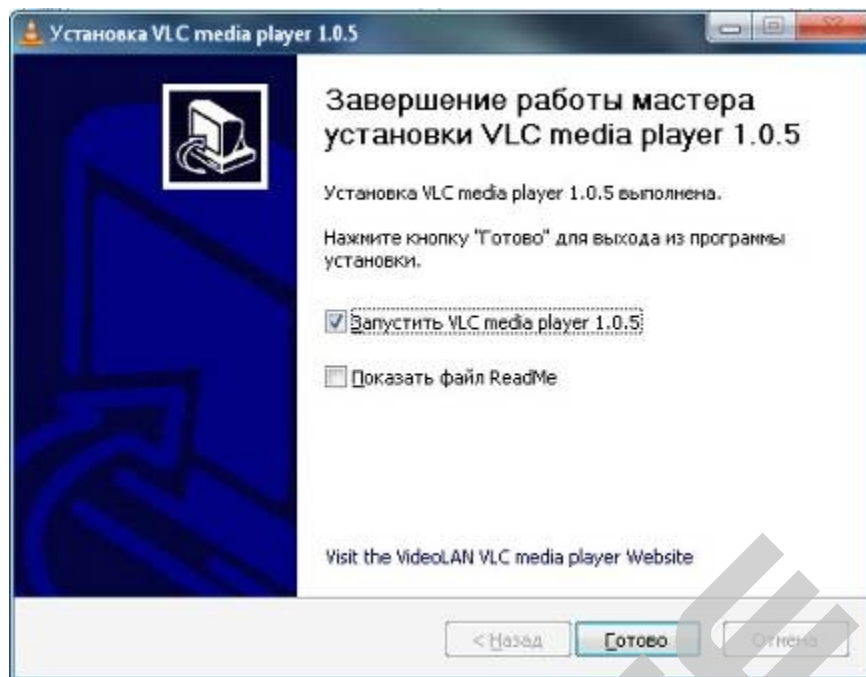 Установка VLC media player 1.0.5
Завершение работы мастера
установки VLC media player 1.0.5
Установка VLC media player 1.0.5 выполнена.
Нажмите кнопку "Готово" для выхода из программы
установки.
Запустить VLC media player 1.0.5
Показать файл ReadMe
Visit the VideoLAN VLC media player Website
< Назад
Готово
Отмена